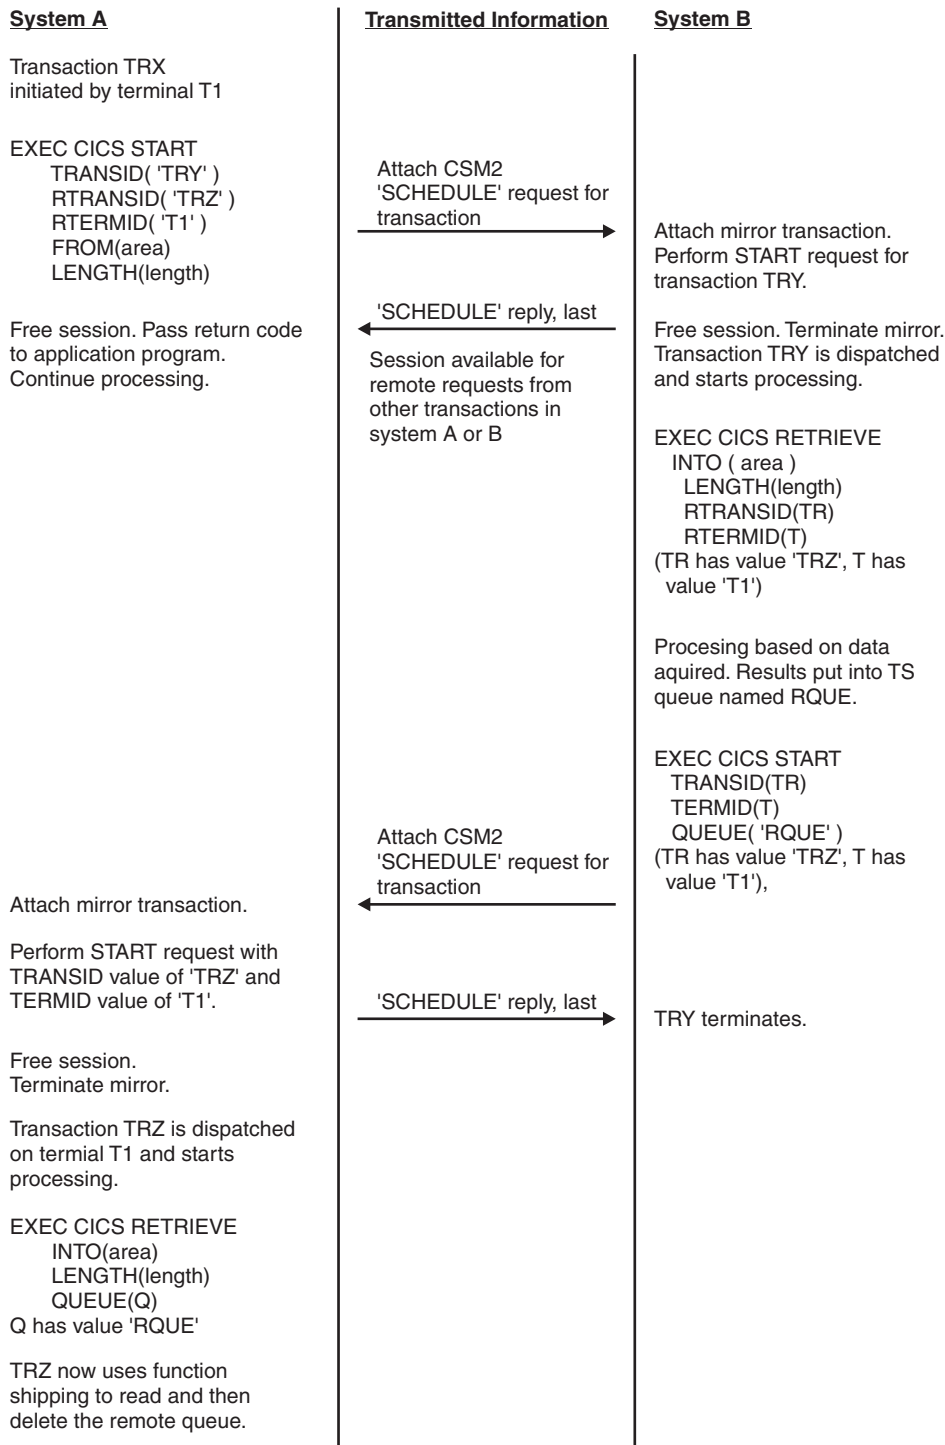 System A
Transmitted Information
System B
Transaction TRX
initiated by terminal T1
EXEC CICS START
TRANSID( 'TRY' )
RTRANSID( 'TRZ' )
RTERMID( 'T1' )
FROM(area)
LENGTH(length)
Attach CSM2
'SCHEDULE' request for
transaction
Attach mirror transaction.
Perform START request for
transaction TRY.
'SCHEDULE' reply, last
Free session. Pass return code
to application program.
Continue processing.
Session available for
remote requests from
other transactions in
system A or B
Free session. Terminate mirror.
Transaction TRY is dispatched
and starts processing.
EXEC CICS RETRIEVE
INTO ( area )
LENGTH(length)
RTRANSID(TR)
RTERMID(T)
(TR has value 'TRZ', T has
value 'T1')
Procesing based on data
aquired. Results put into TS
queue named RQUE.
EXEC CICS START
TRANSID(TR)
TERMID(T)
QUEUE( 'RQUE' )
(TR has value 'TRZ', T has
value 'T1'),
Attach CSM2
'SCHEDULE' request for
transaction
Attach mirror transaction.
Perform START request with
TRANSID value of 'TRZ' and
TERMID value of 'T1'.
'SCHEDULE' reply, last
TRY terminates.
Free session.
Terminate mirror.
Transaction TRZ is dispatched
on termial T1 and starts
processing.
EXEC CICS RETRIEVE
INTO(area)
LENGTH(length)
QUEUE(Q)
Q has value 'RQUE'
TRZ now uses function
shipping to read and then
delete the remote queue.